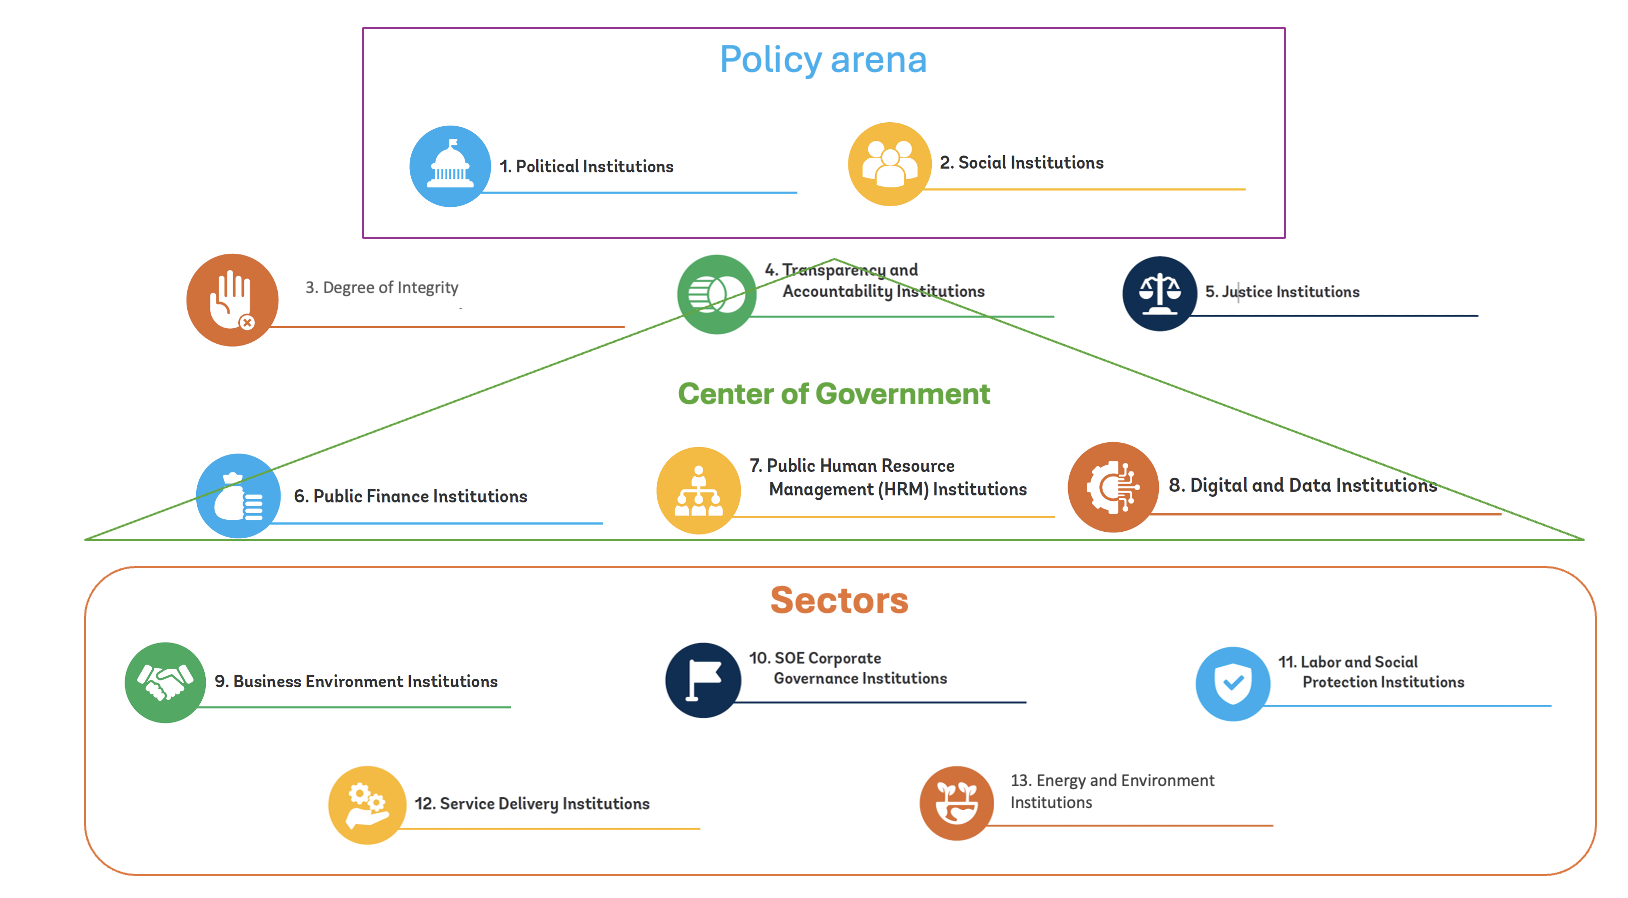 Policy arena
1. Political Institutions
2. Social Institutions
3. Degree of Integrity
4. Transparency and
Accountability Institutions
5. Justice Institutions
Center of Government
6. Public Finance Institutions
7. Public Human Resource
Management (HRM) Institutions
8. Digital and Data Institutions
Sectors
9. Business Environment Institutions
10. SOE Corporate
Governance Institutions
11. Labor and Social
Protection Institutions
12. Service Delivery Institutions
13. Energy and Environment
Institutions